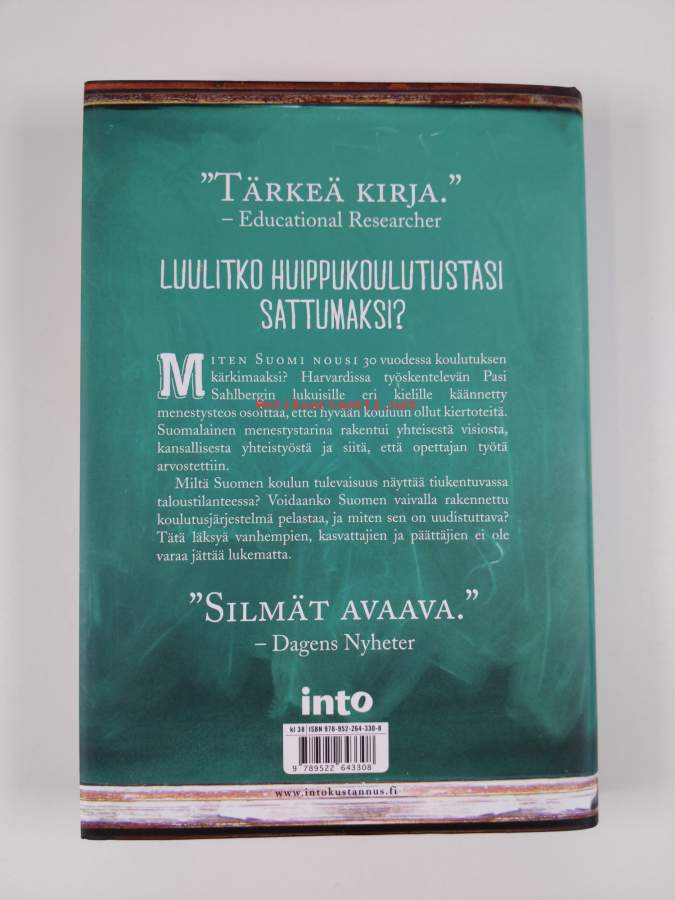 ”Tärkeä kirja.”
– Educational Researcher
LUULITKO HUIPPUKOULUTUSTASI
SATTUMAKSI?
Miten Suomi nousi 30 vuodessa koulutuksen
kärkimaaksi? Harvardissa työskentelevän Pasi
Sahlbergin lukuisille eri kielille käännetty
Antikvarisaatti.net
menestysteos osoittaa, ettei hyvään kouluun ollut kiertoteitä.
Suomalainen menestystarina rakentui yhteisestä visiosta,
kansallisesta yhteistyöstä ja siitä, että opettajan työtä
arvostettiin.
Miltä Suomen koulun tulevaisuus näyttää tiukentuvassa
taloustilanteessa? Voidaanko Suomen vaivalla rakennettu
koulutusjärjestelmä pelastaa, ja miten sen on uudistuttava?
Tätä läksyä vanhempien, kasvattajien ja päättäjien ei ole
varaa jättää lukematta.
”Silmät avaava.”
– Dagens Nyheter
into
kl 38 | ISBN 978-952-264-330-8
9 789522 643308
www.intokustannus.fi